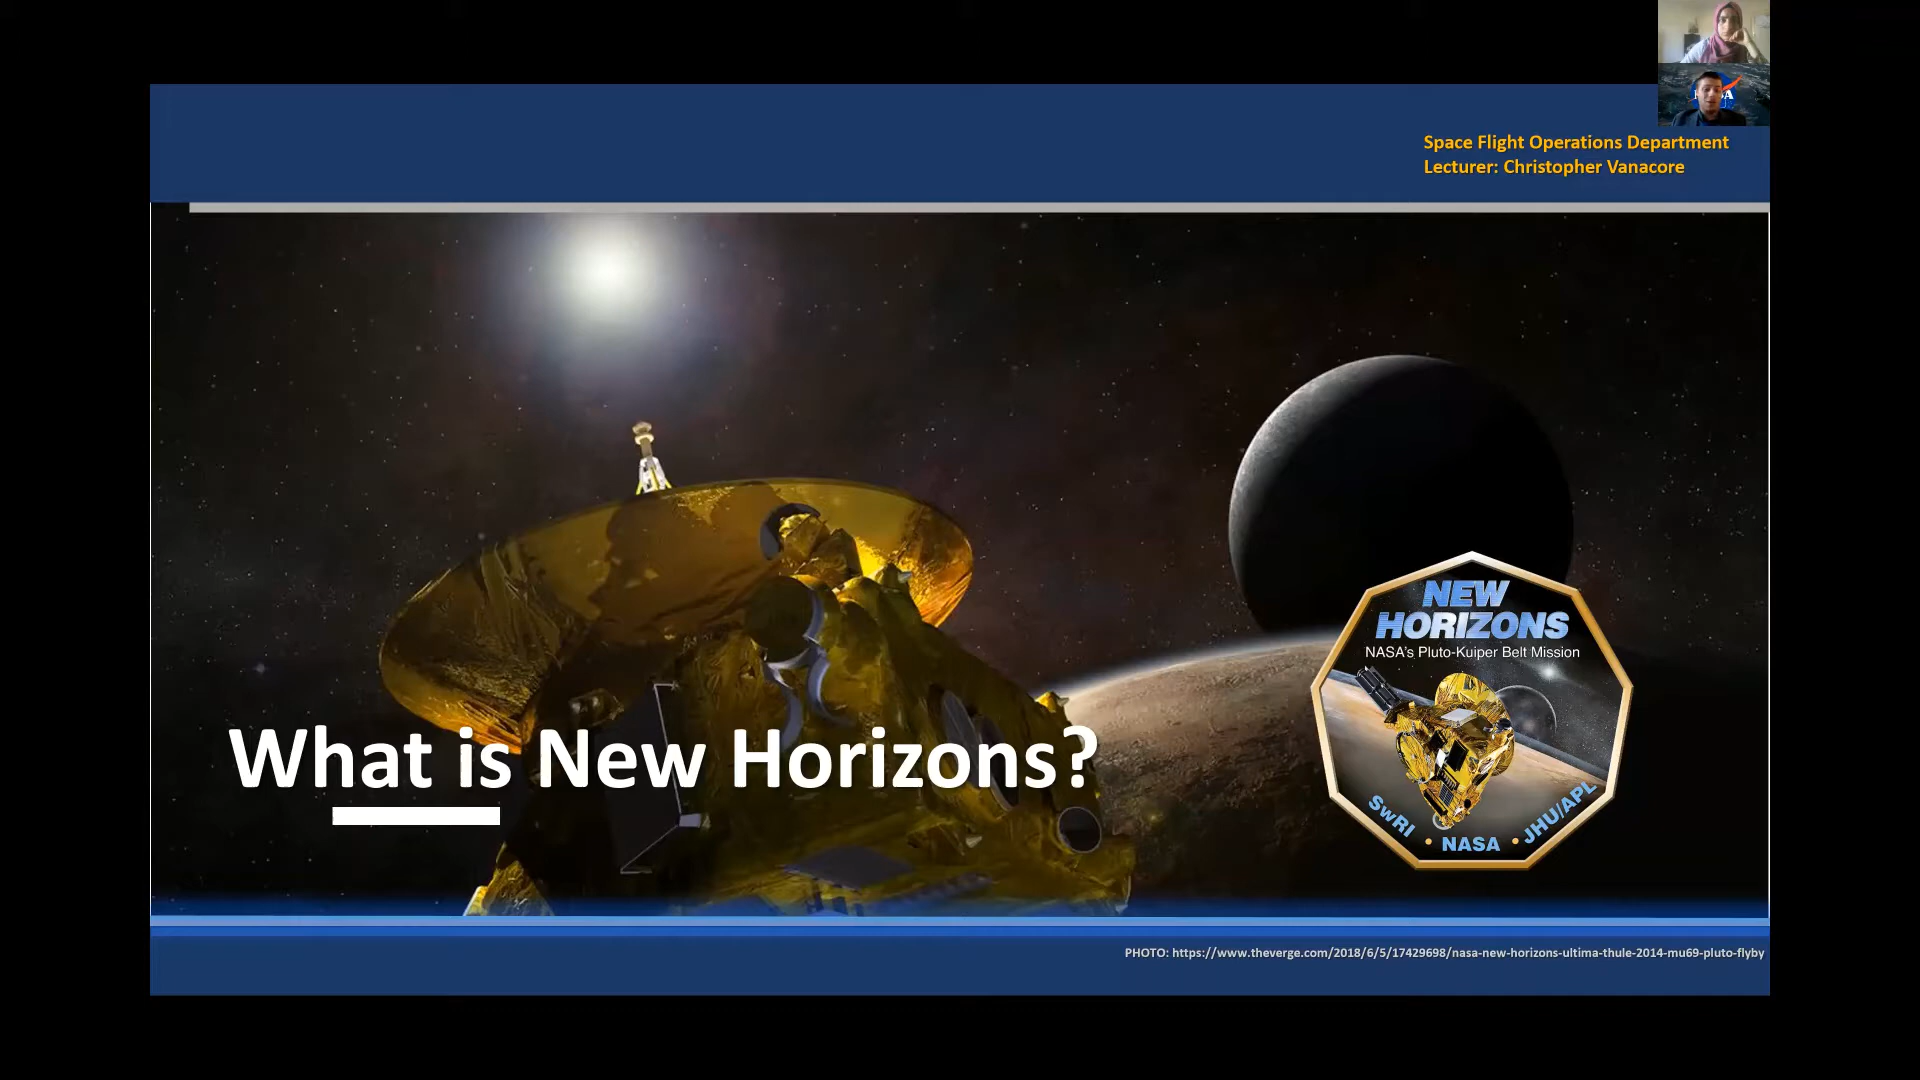 Space Flight Operations Department
Lecturer: Christopher Vanacore
NEW
HORIZONS
NASA's Pluto-Kuiper Belt Mission
What is New Horizons?
SwRI • NASA • JHU/APL
PHOTO: https://www.theverge.com/2018/6/5/17429698/nasa-new-horizons-ultima-thule-2014-mu69-pluto-flyby